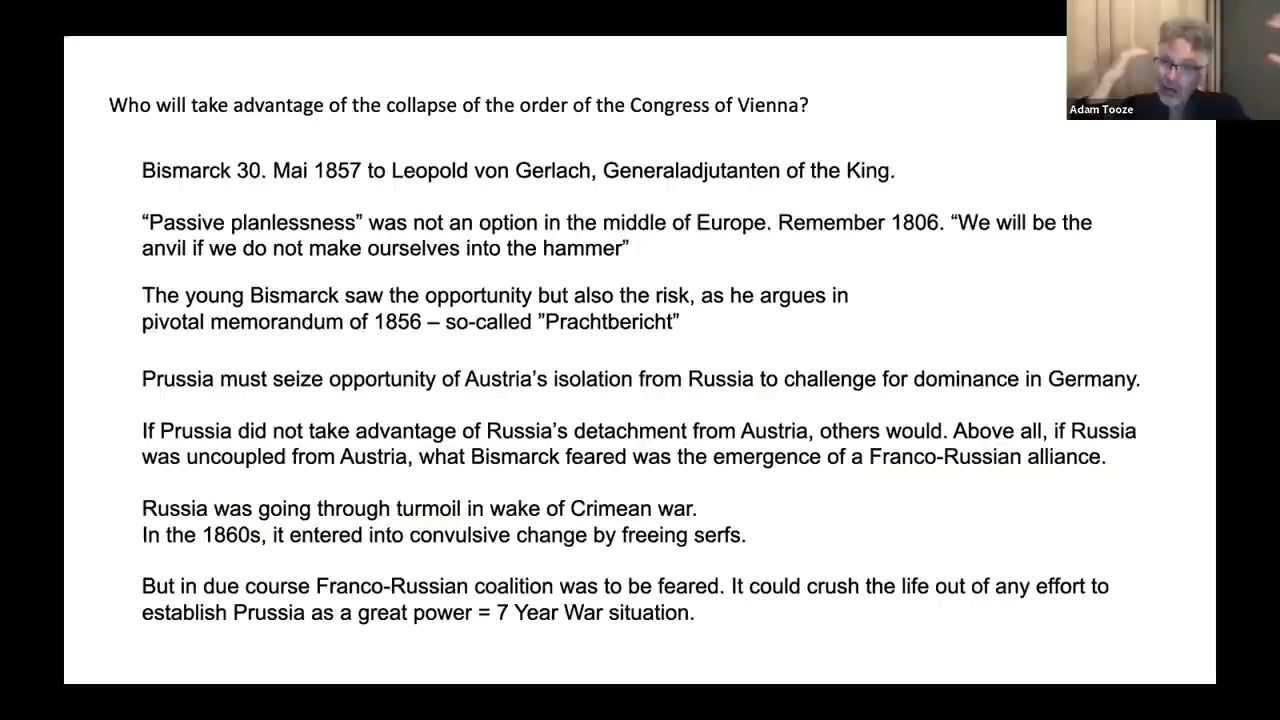 Adam Tooze
Who will take advantage of the collapse of the order of the Congress of Vienna?
Bismarck 30. Mai 1857 to Leopold von Gerlach, Generaladjutanten of the King.
“Passive planlessness” was not an option in the middle of Europe. Remember 1806. “We will be the
anvil if we do not make ourselves into the hammer”
The young Bismarck saw the opportunity but also the risk, as he argues in
pivotal memorandum of 1856 – so-called ”Prachtbericht”
Prussia must seize opportunity of Austria’s isolation from Russia to challenge for dominance in Germany.
If Prussia did not take advantage of Russia’s detachment from Austria, others would. Above all, if Russia
was uncoupled from Austria, what Bismarck feared was the emergence of a Franco-Russian alliance.
Russia was going through turmoil in wake of Crimean war.
In the 1860s, it entered into convulsive change by freeing serfs.
But in due course Franco-Russian coalition was to be feared. It could crush the life out of any effort to
establish Prussia as a great power = 7 Year War situation.